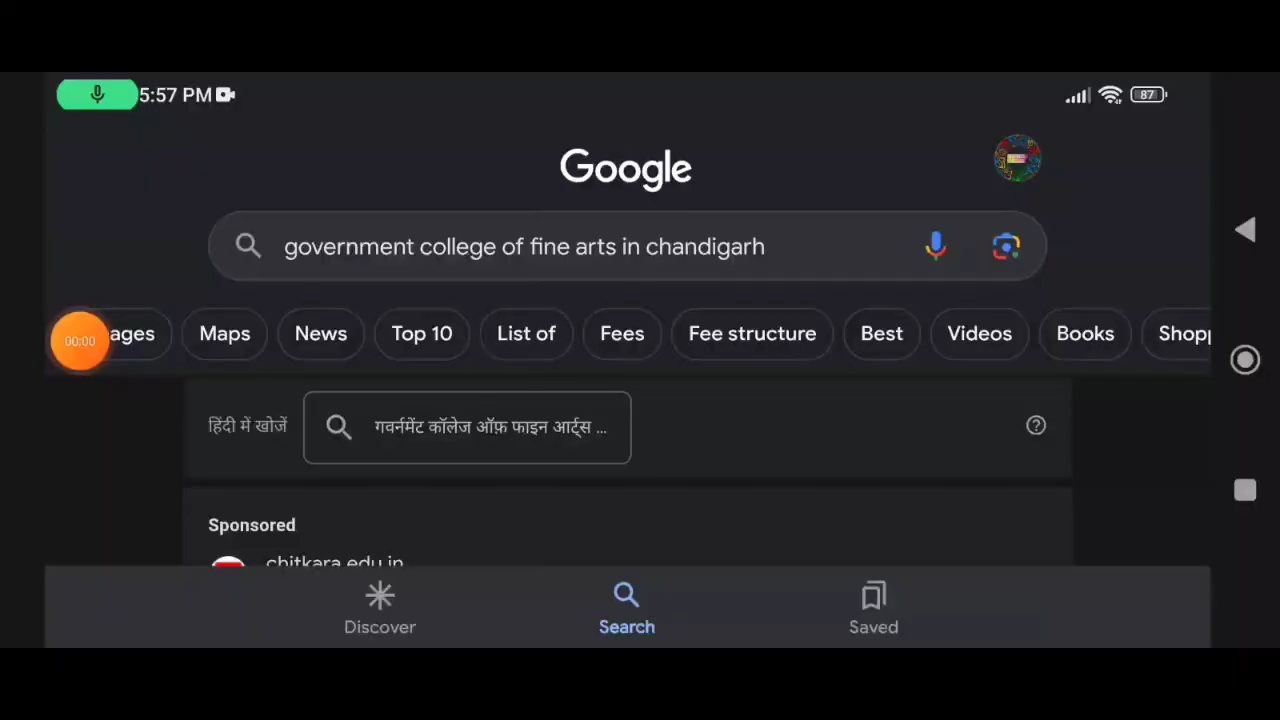 5:57 PM
87
Google
government college of fine arts in chandigarh
00:00
ages Maps News Top 10 List of Fees Fee structure Best Videos Books Shopp
हिंदी में खोजें गवर्नमेंट कॉलेज ऑफ़ फाइन आर्ट्स ...
Sponsored
chitkara.edu.in
Discover Search Saved